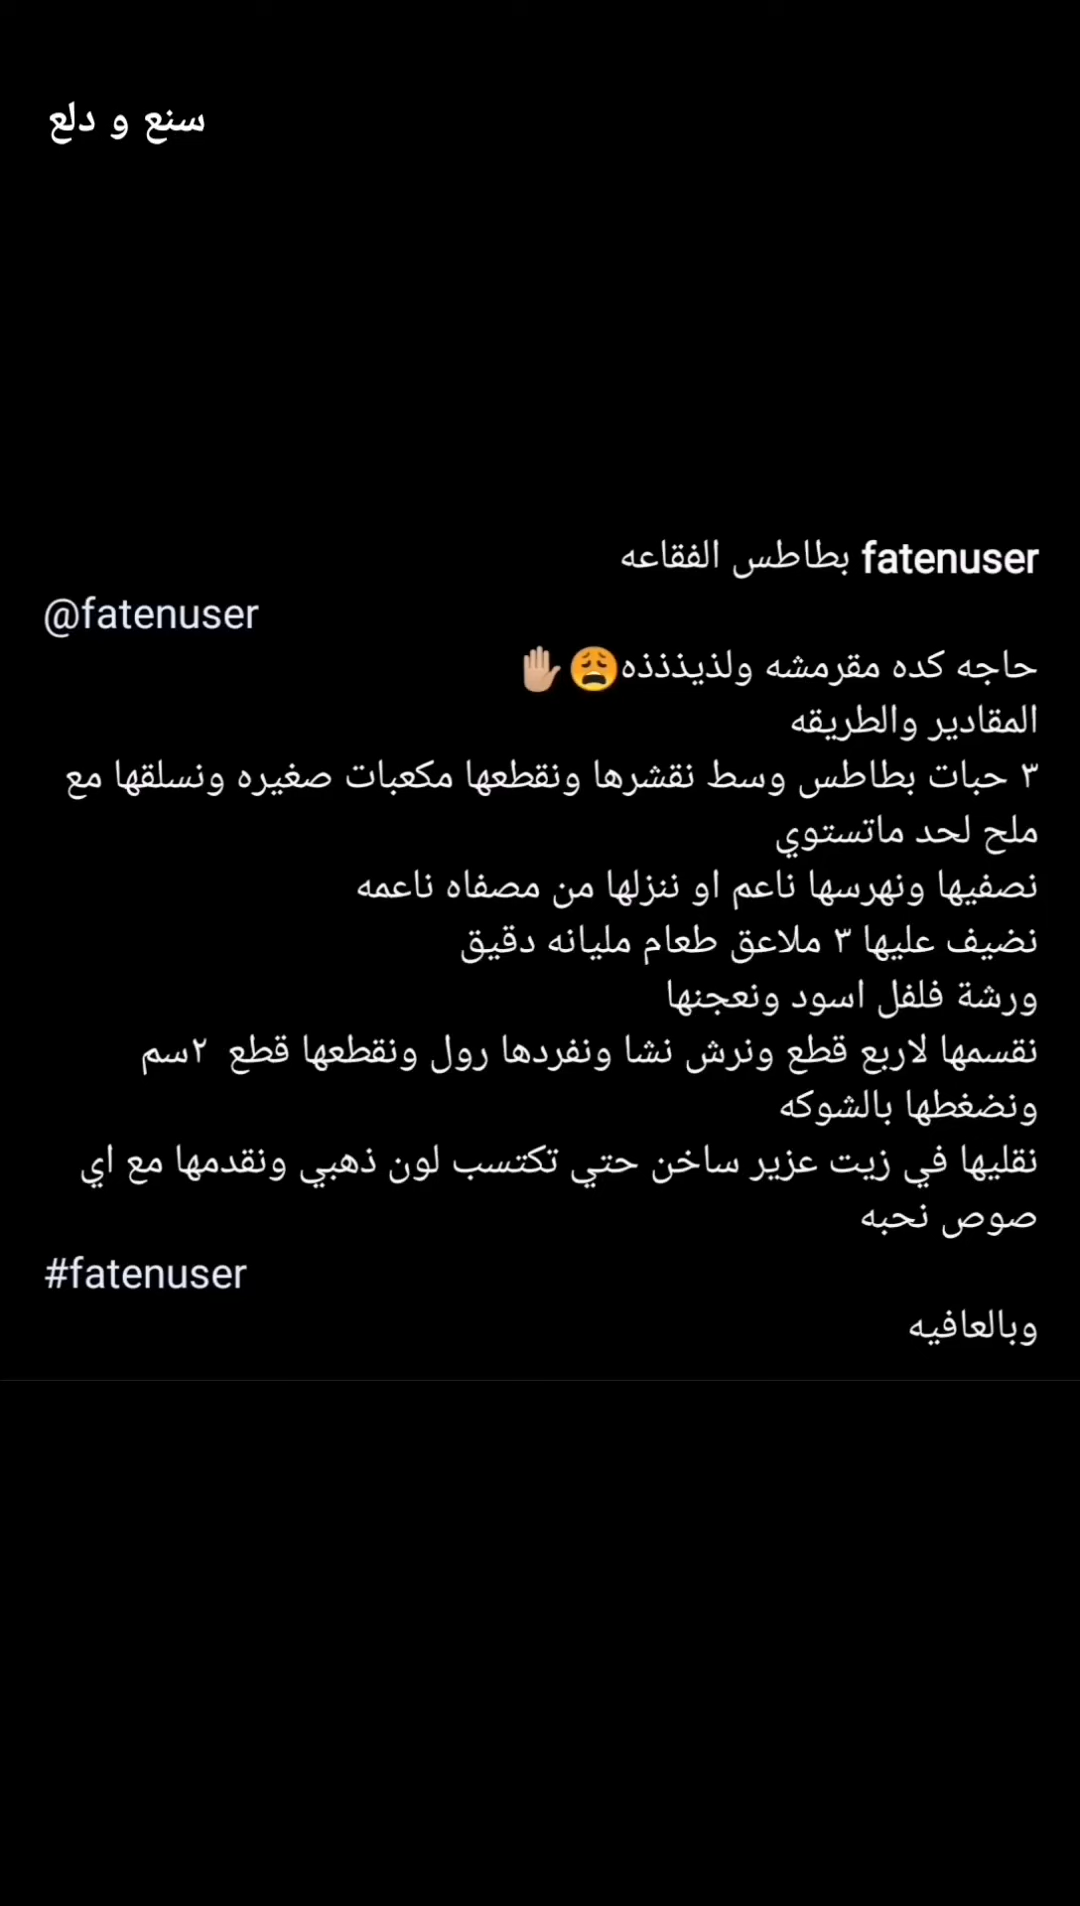 سنع و دلع
fatenuser بطاطس الفقاعه
@fatenuser
حاجه كده مقرمشه ولذيذذذه😩✋🏼
المقادير والطريقه
٣ حبات بطاطس وسط نقشرها ونقطعها مكعبات صغيره ونسلقها مع
ملح لحد ماتستوي
نصفيها ونهرسها ناعم او ننزلها من مصفاه ناعمه
نضيف عليها ٣ ملاعق طعام مليانه دقيق
ورشة فلفل اسود ونعجنها
نقسمها لاربع قطع ونرش نشا ونفردها رول ونقطعها قطع ٢سم
ونضغطها بالشوكه
نقليها في زيت عزير ساخن حتي تكتسب لون ذهبي ونقدمها مع اي
صوص نحبه
#fatenuser
وبالعافيه